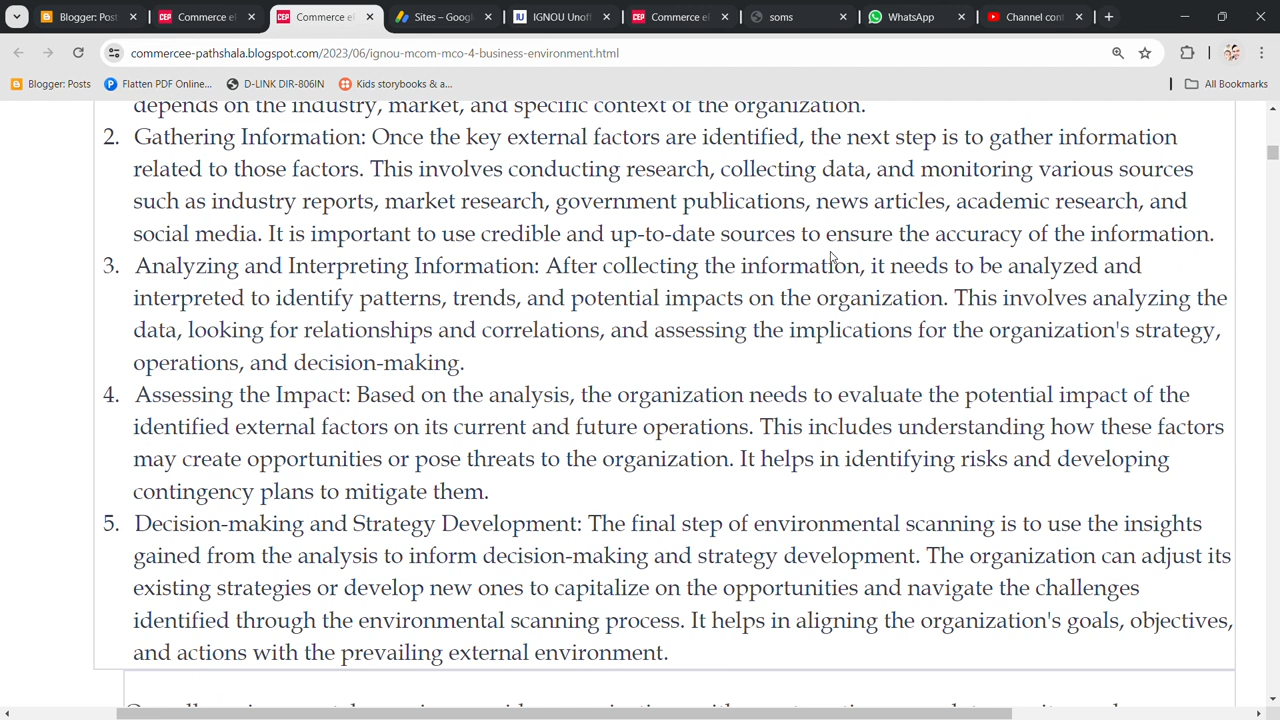 Blogger: Post
Commerce el
Commerce el
Sites – Googl
IGNOU Unoff
Commerce el
soms
WhatsApp
Channel cont
commercee-pathshala.blogspot.com/2023/06/ignou-mcom-mco-4-business-environment.html
Blogger: Posts
Flatten PDF Online...
D-LINK DIR-806IN
Kids storybooks & a...
All Bookmarks
depends on the industry, market, and specific context of the organization.
2. Gathering Information: Once the key external factors are identified, the next step is to gather information
related to those factors. This involves conducting research, collecting data, and monitoring various sources
such as industry reports, market research, government publications, news articles, academic research, and
social media. It is important to use credible and up-to-date sources to ensure the accuracy of the information.
3. Analyzing and Interpreting Information: After collecting the information, it needs to be analyzed and
interpreted to identify patterns, trends, and potential impacts on the organization. This involves analyzing the
data, looking for relationships and correlations, and assessing the implications for the organization's strategy,
operations, and decision-making.
4. Assessing the Impact: Based on the analysis, the organization needs to evaluate the potential impact of the
identified external factors on its current and future operations. This includes understanding how these factors
may create opportunities or pose threats to the organization. It helps in identifying risks and developing
contingency plans to mitigate them.
5. Decision-making and Strategy Development: The final step of environmental scanning is to use the insights
gained from the analysis to inform decision-making and strategy development. The organization can adjust its
existing strategies or develop new ones to capitalize on the opportunities and navigate the challenges
identified through the environmental scanning process. It helps in aligning the organization's goals, objectives,
and actions with the prevailing external environment.